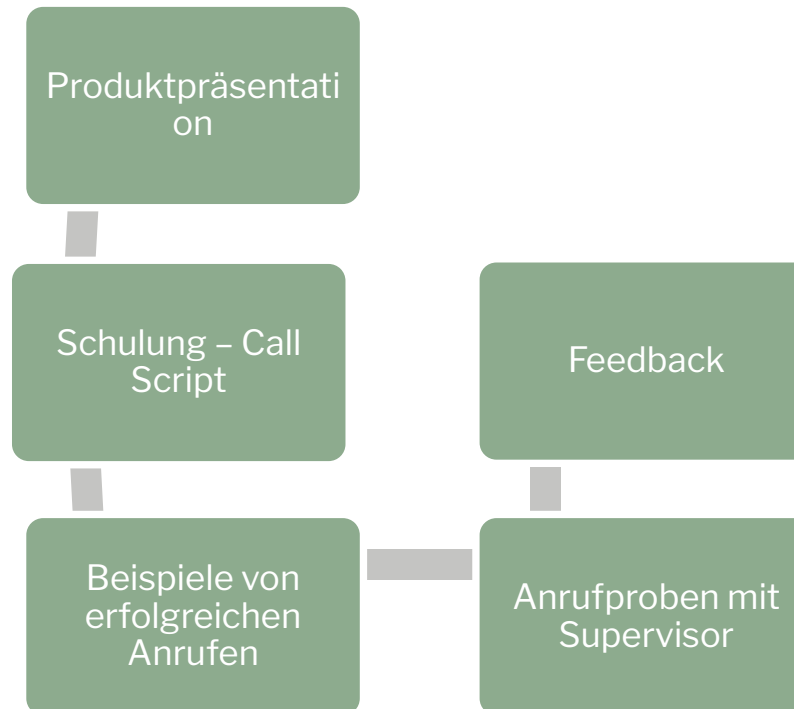 Produktpräsentati
on
Schulung – Call
Script
Beispiele von
erfolgreichen
Anrufen
Anrufproben mit
Supervisor
Feedback